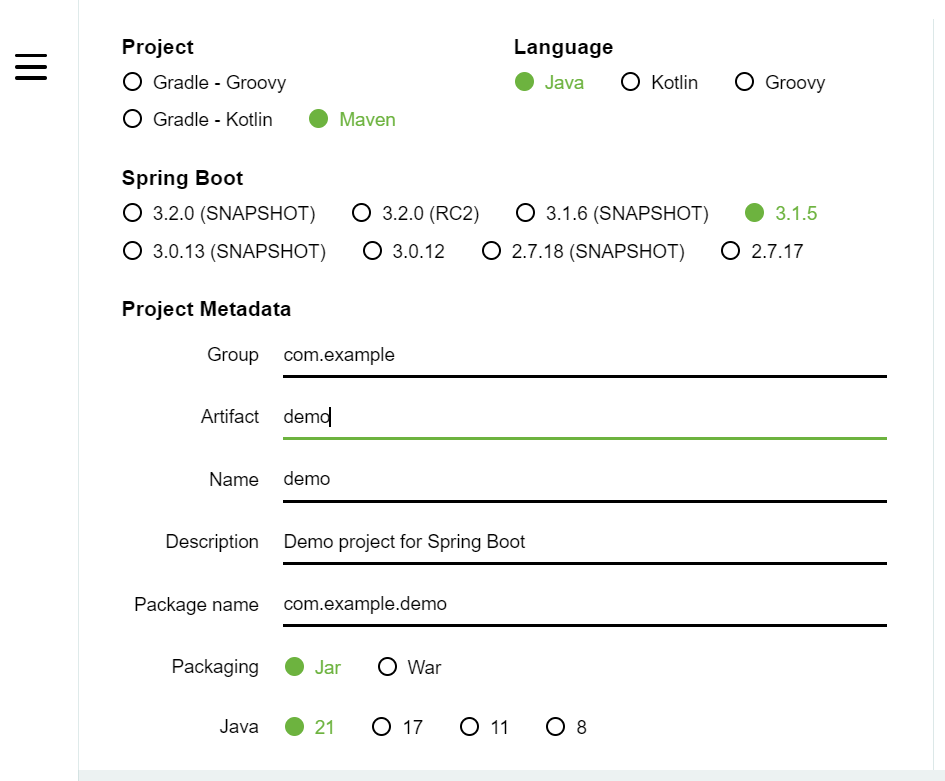 Project
Language
Gradle - Groovy
Java Kotlin Groovy
Gradle - Kotlin Maven
Spring Boot
3.2.0 (SNAPSHOT) 3.2.0 (RC2) 3.1.6 (SNAPSHOT) 3.1.5
3.0.13 (SNAPSHOT) 3.0.12 2.7.18 (SNAPSHOT) 2.7.17
Project Metadata
Group com.example
Artifact demo
Name demo
Description Demo project for Spring Boot
Package name com.example.demo
Packaging Jar War
Java 21 17 11 8